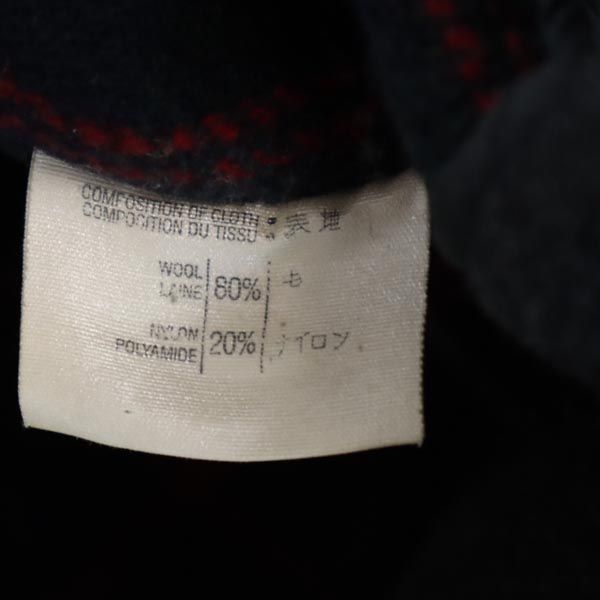 COMPOSITION OF CLOTH
COMPOSITION DU TISSU : 表地
WOOL
LAINE 80% 毛
NYLON
POLYAMIDE 20% ナイロン